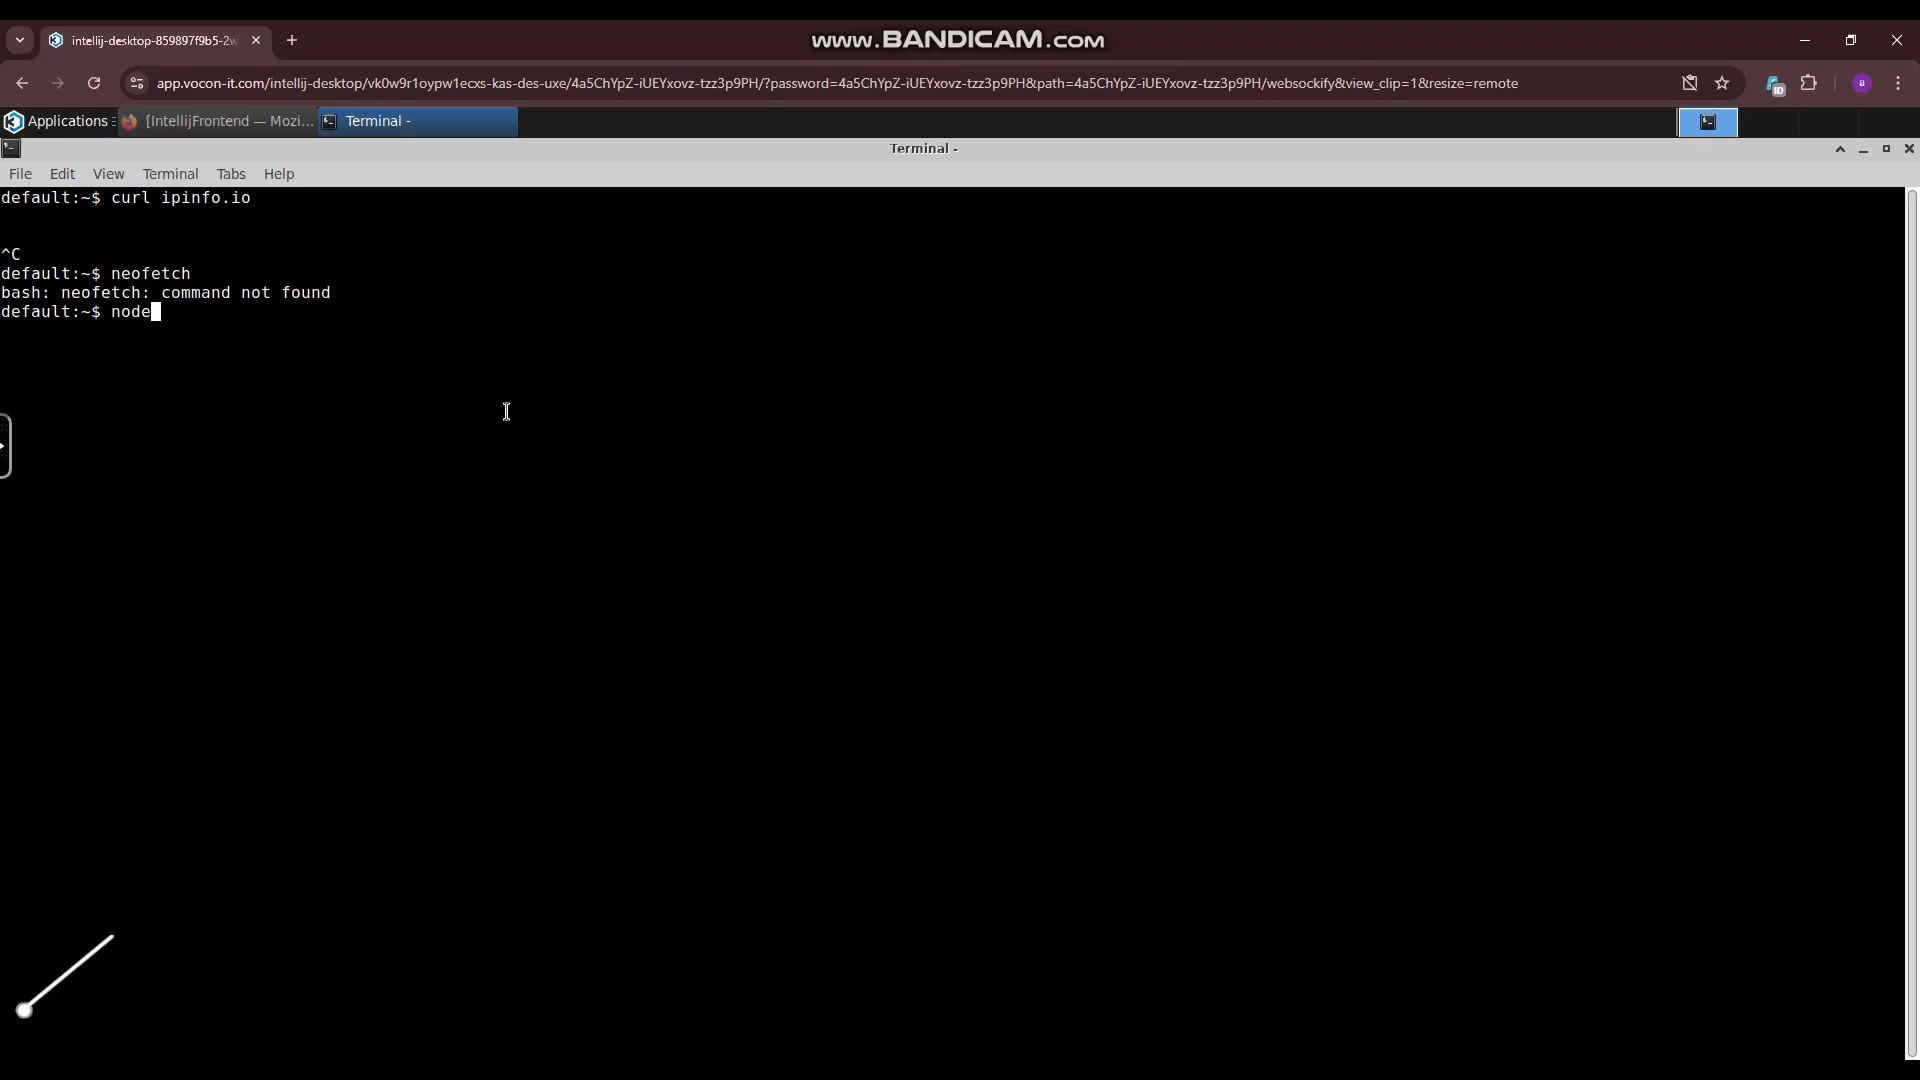 intellij-desktop-859897f9b5-2w
www.BANDICAM.com
app.vocon-it.com/intellij-desktop/vk0w9r1oypw1ecxs-kas-des-uxe/4a5ChYpZ-iUEYxovz-tzz3p9PH/?password=4a5ChYpZ-iUEYxovz-tzz3p9PH&path=4a5ChYpZ-iUEYxovz-tzz3p9PH/websockify&view_clip=1&resize=remote
ID
a
Applications
[IntellijFrontend — Mozi...
Terminal -
Terminal -
File Edit View Terminal Tabs Help
default:~$ curl ipinfo.io
^C
default:~$ neofetch
bash: neofetch: command not found
default:~$ node